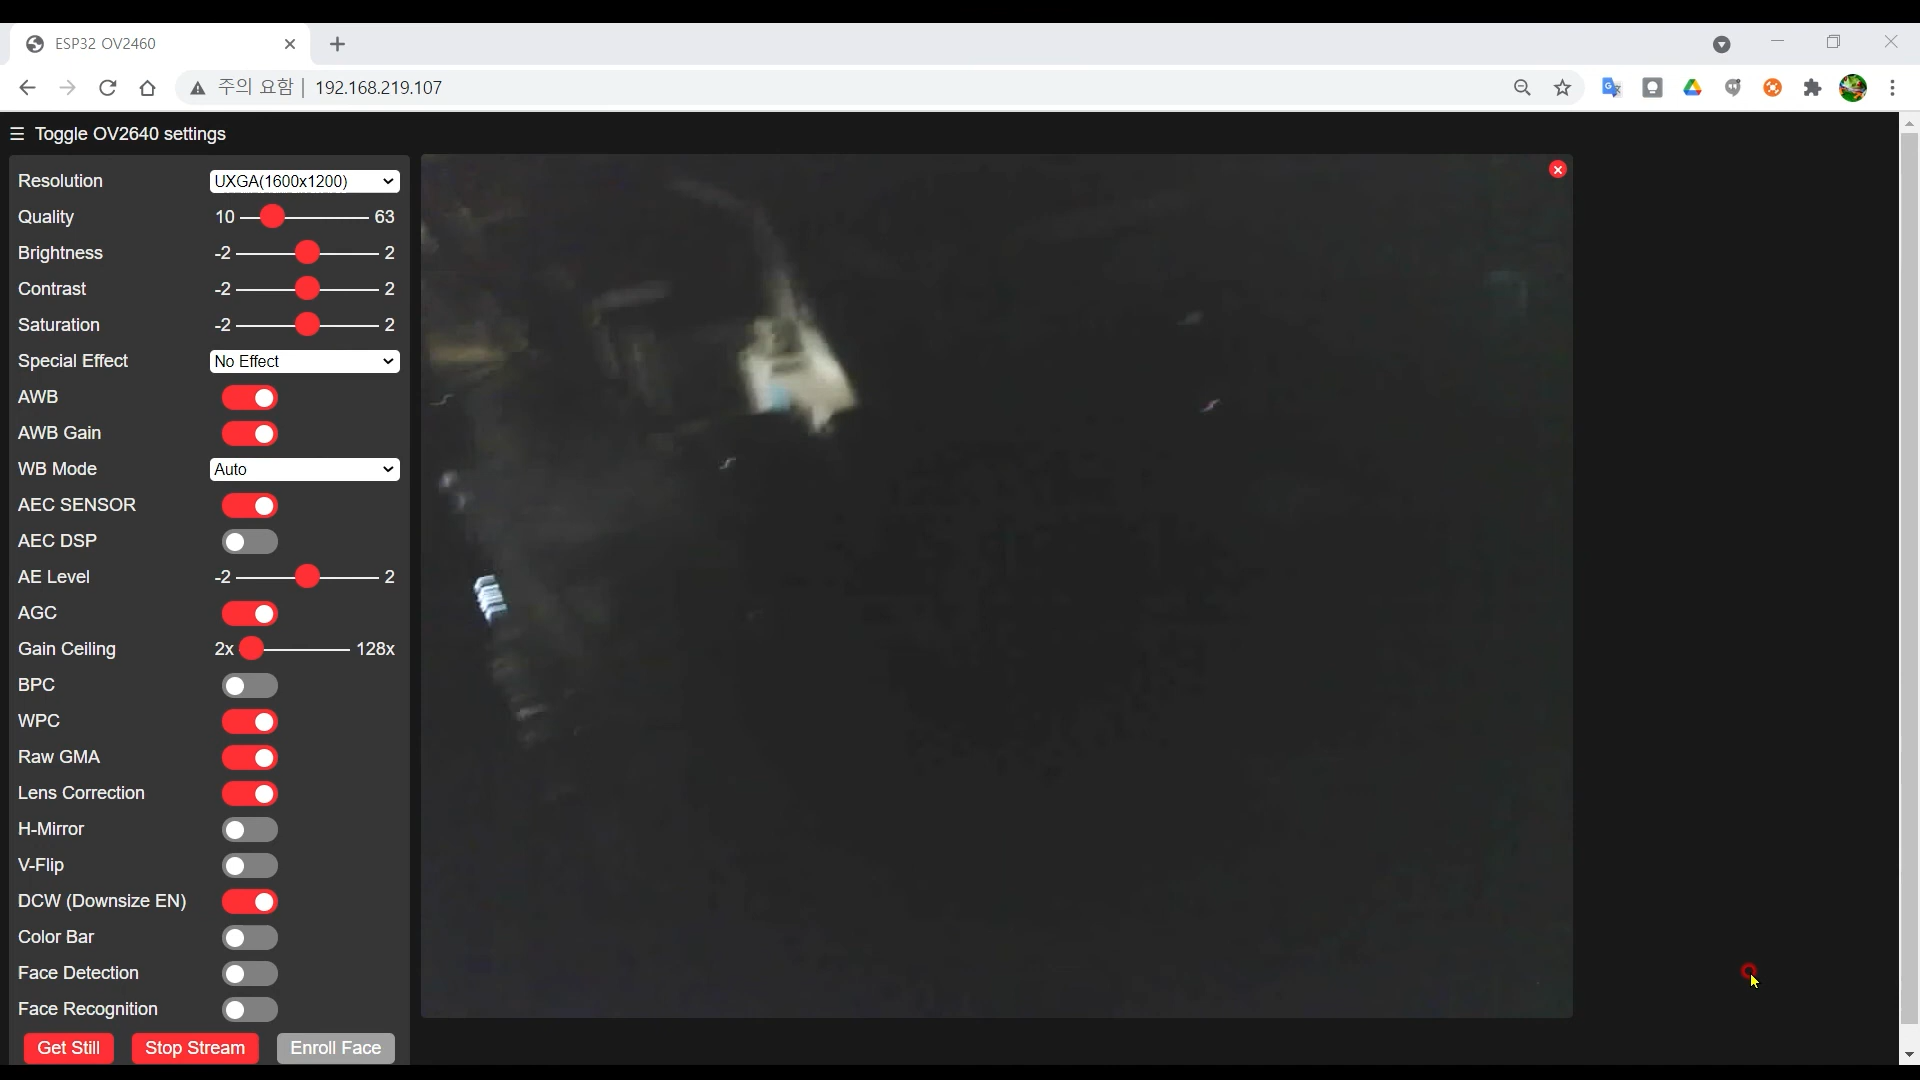 ESP32 OV2460
주의 요함 192.168.219.107
☰ Toggle OV2640 settings
Resolution UXGA(1600x1200)
Quality 10 63
Brightness -2 2
Contrast -2 2
Saturation -2 2
Special Effect No Effect
AWB
AWB Gain
WB Mode Auto
AEC SENSOR
AEC DSP
AE Level -2 2
AGC
Gain Ceiling 2x 128x
BPC
WPC
Raw GMA
Lens Correction
H-Mirror
V-Flip
DCW (Downsize EN)
Color Bar
Face Detection
Face Recognition
Get Still Stop Stream Enroll Face